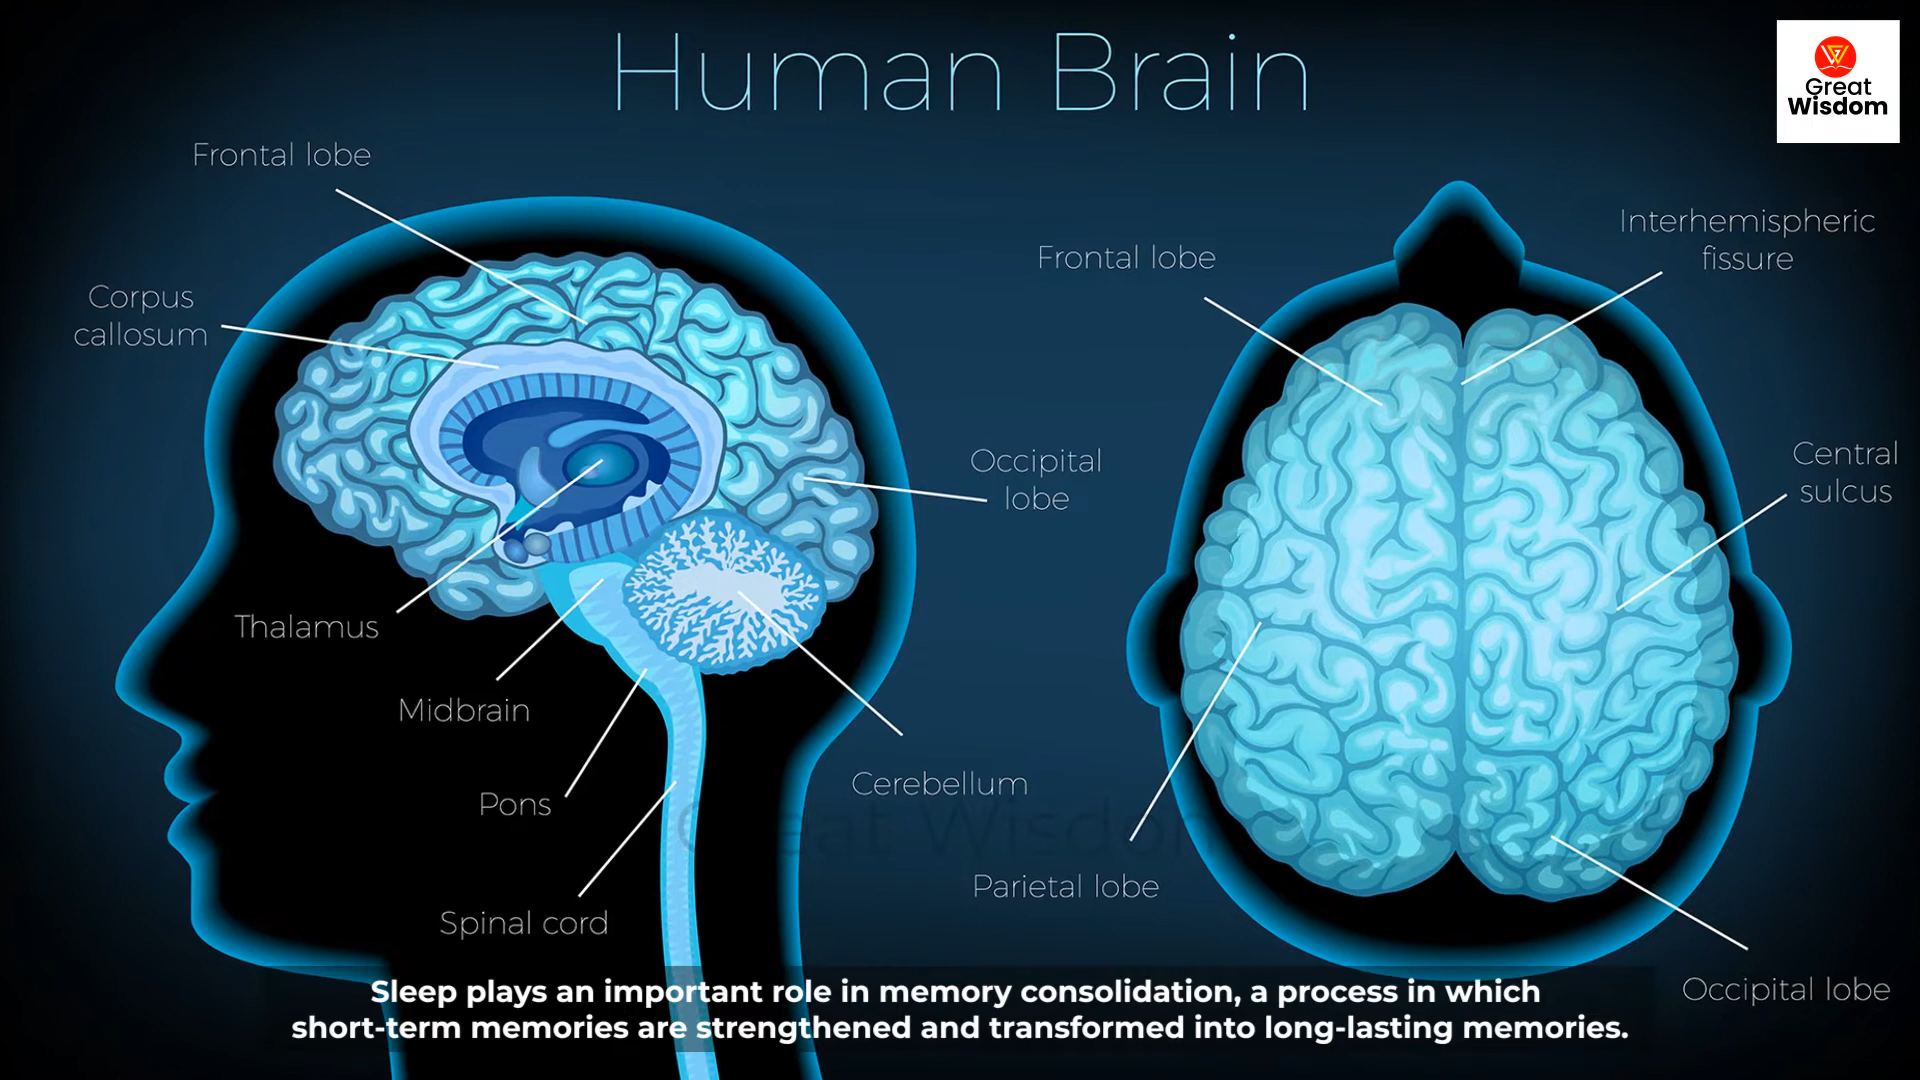 Human Brain
Great
Wisdom
Frontal lobe
Corpus
callosum
Thalamus
Midbrain
Pons
Spinal cord
Occipital
lobe
Cerebellum
Frontal lobe
Interhemispheric
fissure
Central
sulcus
Parietal lobe
Occipital lobe
Great Wisdom
Sleep plays an important role in memory consolidation, a process in which
short-term memories are strengthened and transformed into long-lasting memories.